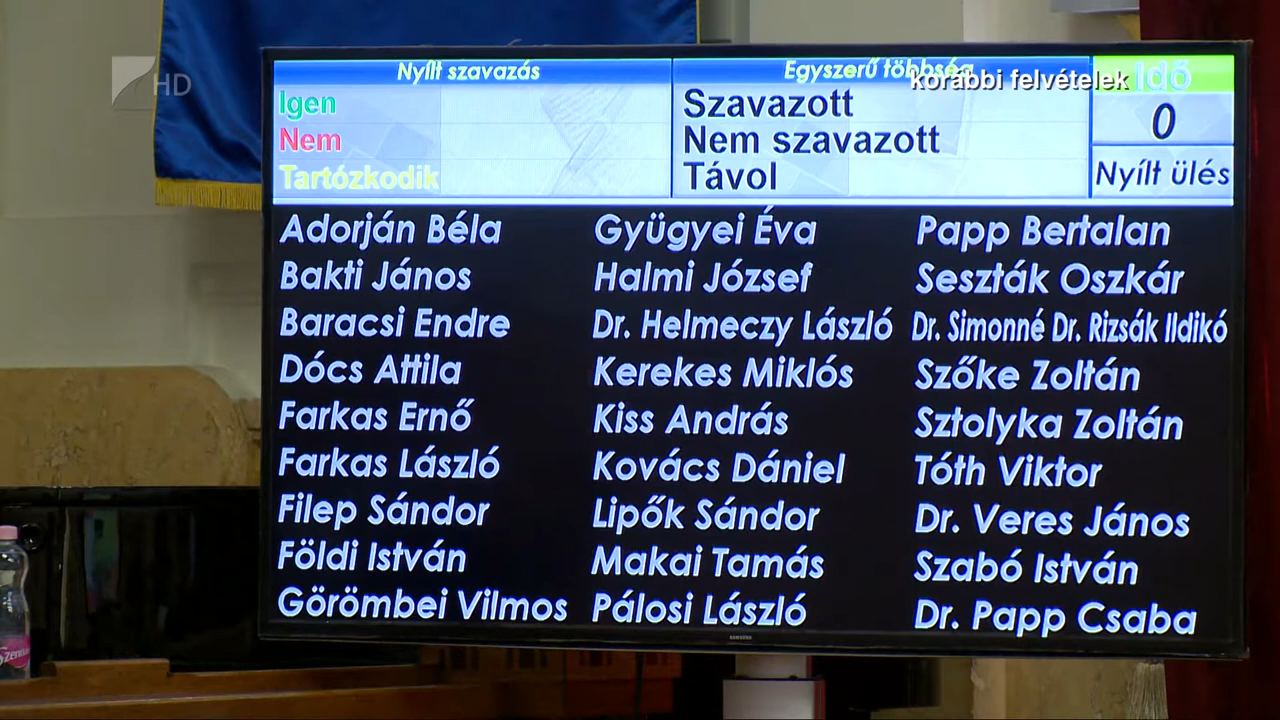 HD
Nyílt szavazás
Igen
Nem
Tartózkodik
Egyszerű többség
korábbi felvételek
Szavazott
Nem szavazott
Távol
Idő
0
Nyílt ülés
Adorján Béla
Bakti János
Baracsi Endre
Dócs Attila
Farkas Ernő
Farkas László
Filep Sándor
Földi István
Görömbei Vilmos
Gyügyei Éva
Halmi József
Dr. Helmeczy László
Kerekes Miklós
Kiss András
Kovács Dániel
Lipők Sándor
Makai Tamás
Pálosi László
Papp Bertalan
Seszták Oszkár
Dr. Simonné Dr. Rizsák Ildikó
Szőke Zoltán
Sztolyka Zoltán
Tóth Viktor
Dr. Veres János
Szabó István
Dr. Papp Csaba
SAMSUNG